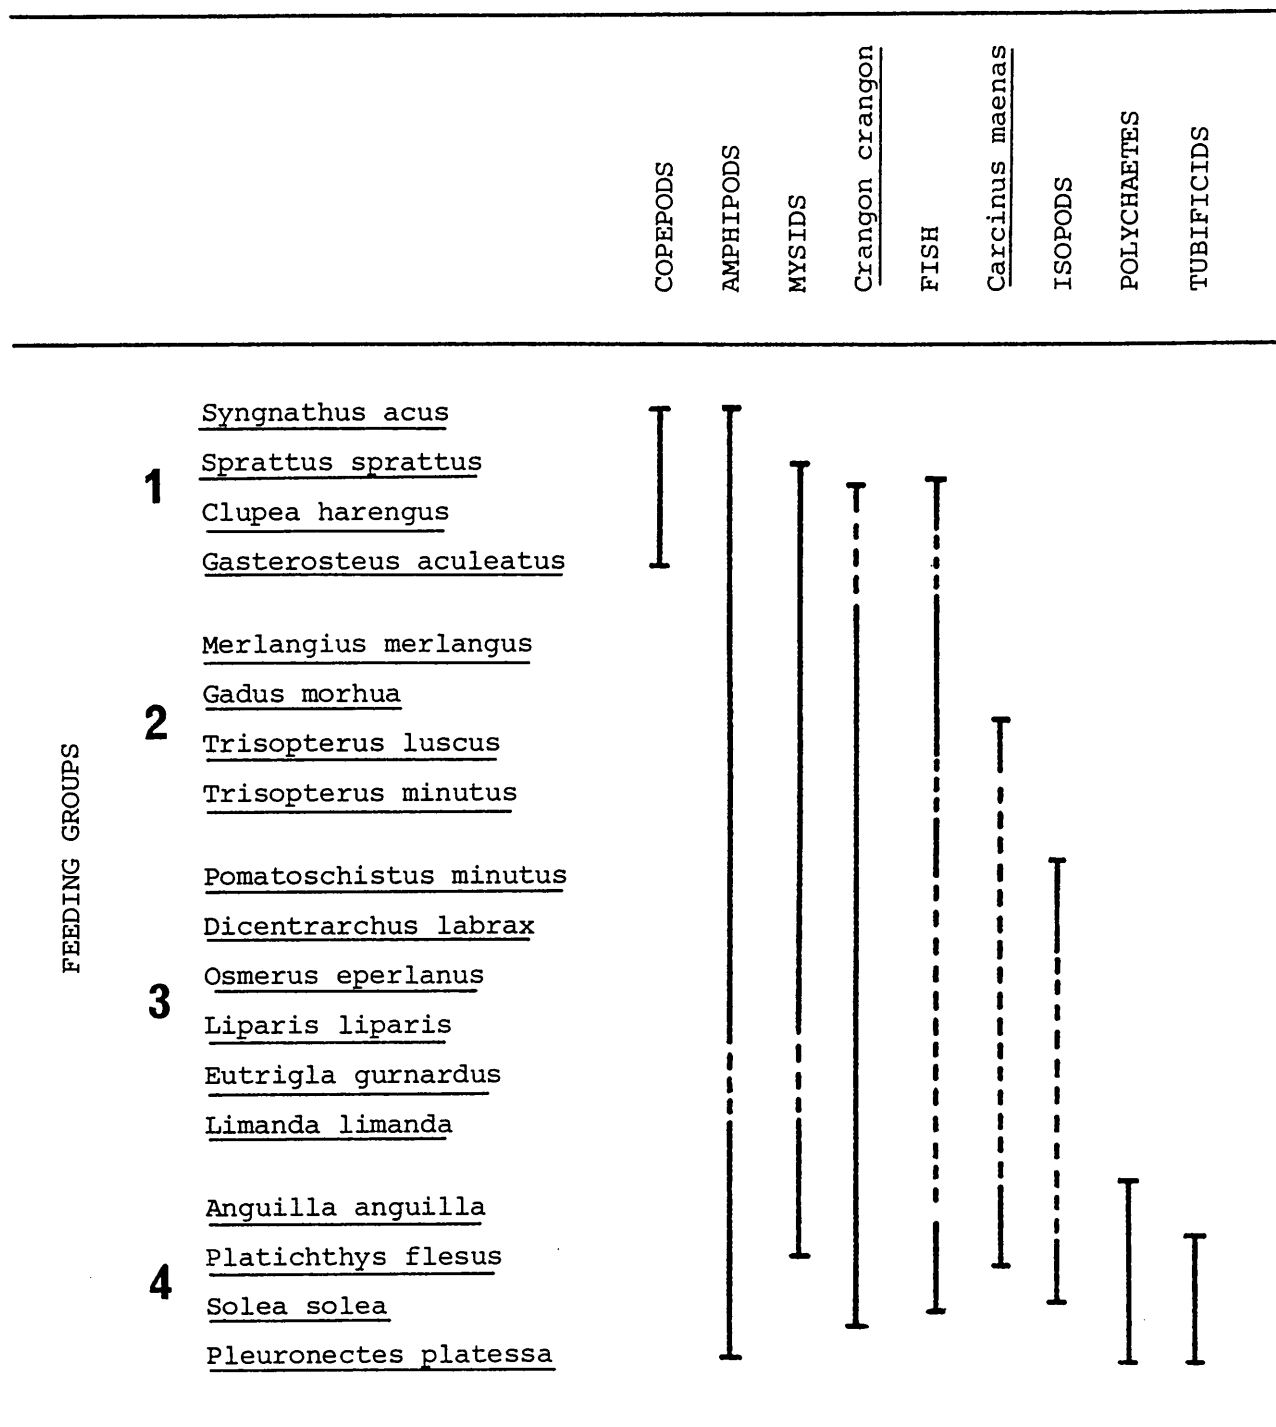 COPEPODS
AMPHIPODS
MYSIDS
Crangon crangon
FISH
Carcinus maenas
ISOPODS
POLYCHAETES
TUBIFICIDS
FEEDING GROUPS
1
Syngnathus acus
Sprattus sprattus
Clupea harengus
Gasterosteus aculeatus
2
Merlangius merlangus
Gadus morhua
Trisopterus luscus
Trisopterus minutus
3
Pomatoschistus minutus
Dicentrarchus labrax
Osmerus eperlanus
Liparis liparis
Eutrigla gurnardus
Limanda limanda
4
Anguilla anguilla
Platichthys flesus
Solea solea
Pleuronectes platessa